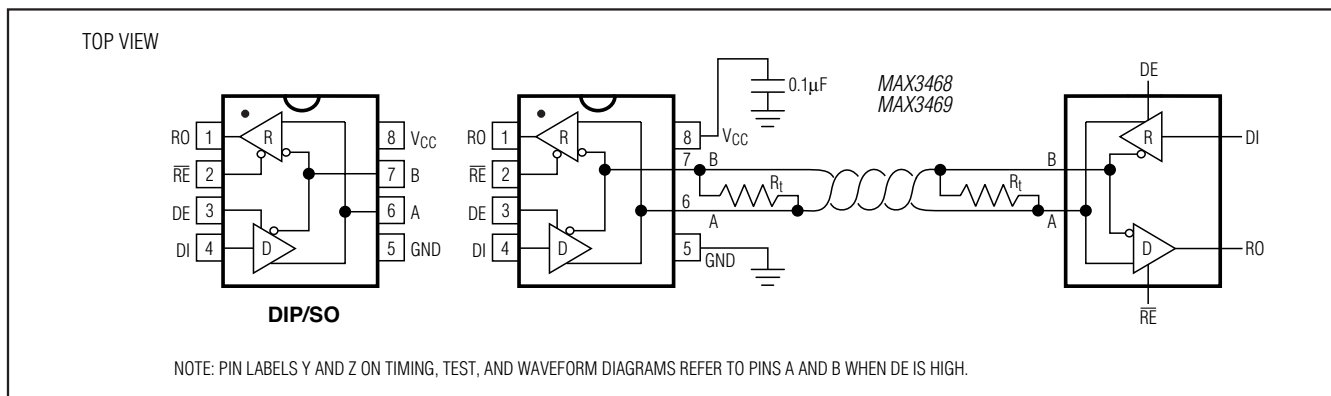 TOP VIEW
DIP/SO
RO 1
R̅E̅ 2
DE 3
DI 4
8 VCC
7 B
6 A
5 GND
R
D
RO 1
R̅E̅ 2
DE 3
DI 4
R
D
8
VCC
7 B
6
A
5
GND
0.1µF
Rt
MAX3468
MAX3469
Rt
B
A
DE
R
DI
D
RO
R̅E̅
NOTE: PIN LABELS Y AND Z ON TIMING, TEST, AND WAVEFORM DIAGRAMS REFER TO PINS A AND B WHEN DE IS HIGH.